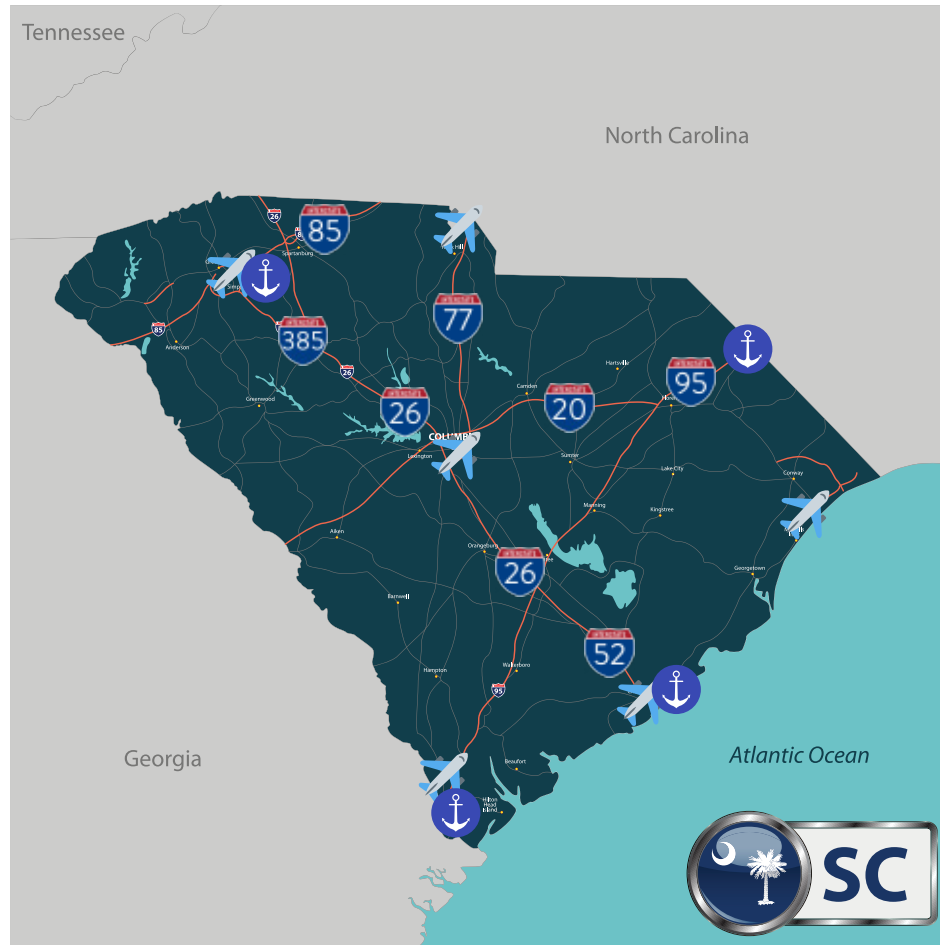 Tennessee
North Carolina
26
85
Spartanburg
77
385
85
Anderson
26
Hartsville
95
Camden
Greenwood
26
20
Lexington
Sumter
Lake City
Conway
Manning
Kingstree
Aiken
Orangeburg
26
Georgetown
Barnwell
52
Hampton
Walterboro
95
Georgia
Beaufort
Atlantic Ocean
Hilton
Head
Island
SC